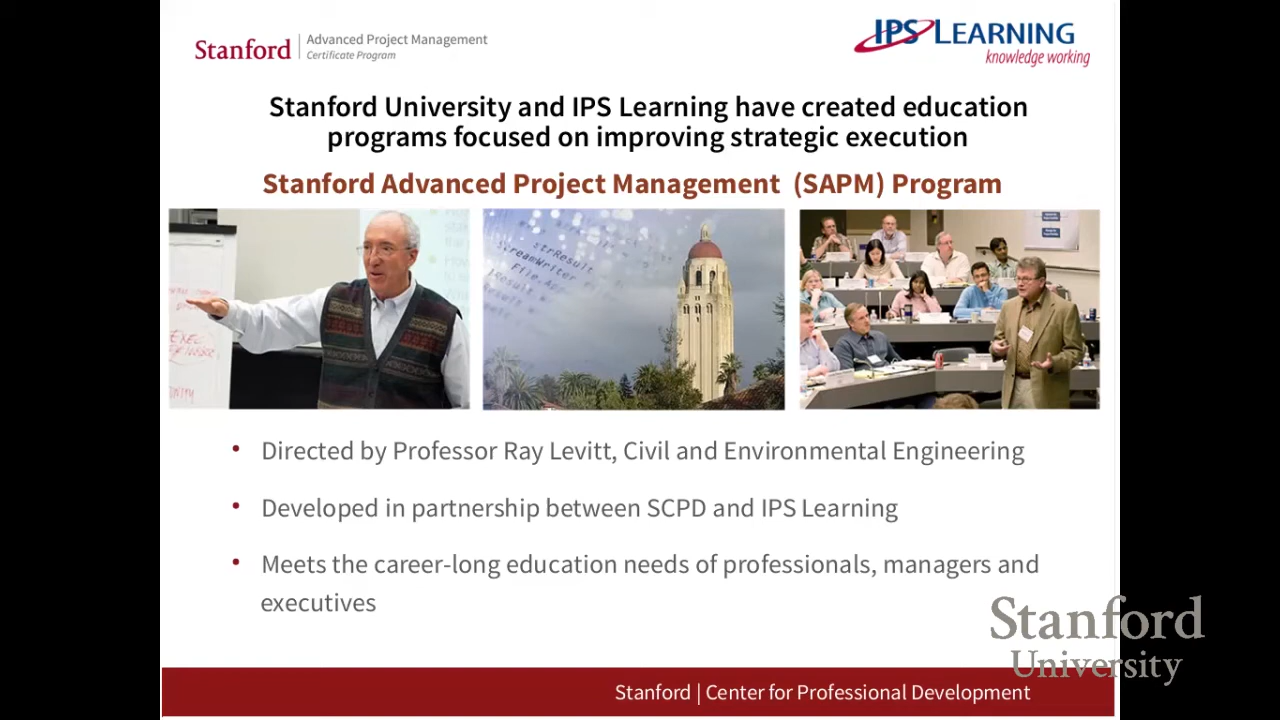 Stanford
Advanced Project Management
Certificate Program
IPS LEARNING
knowledge working
Stanford University and IPS Learning have created education
programs focused on improving strategic execution
Stanford Advanced Project Management (SAPM) Program
strResult
StreamWriter
• Directed by Professor Ray Levitt, Civil and Environmental Engineering
• Developed in partnership between SCPD and IPS Learning
• Meets the career-long education needs of professionals, managers and
executives
Stanford
University
Stanford | Center for Professional Development